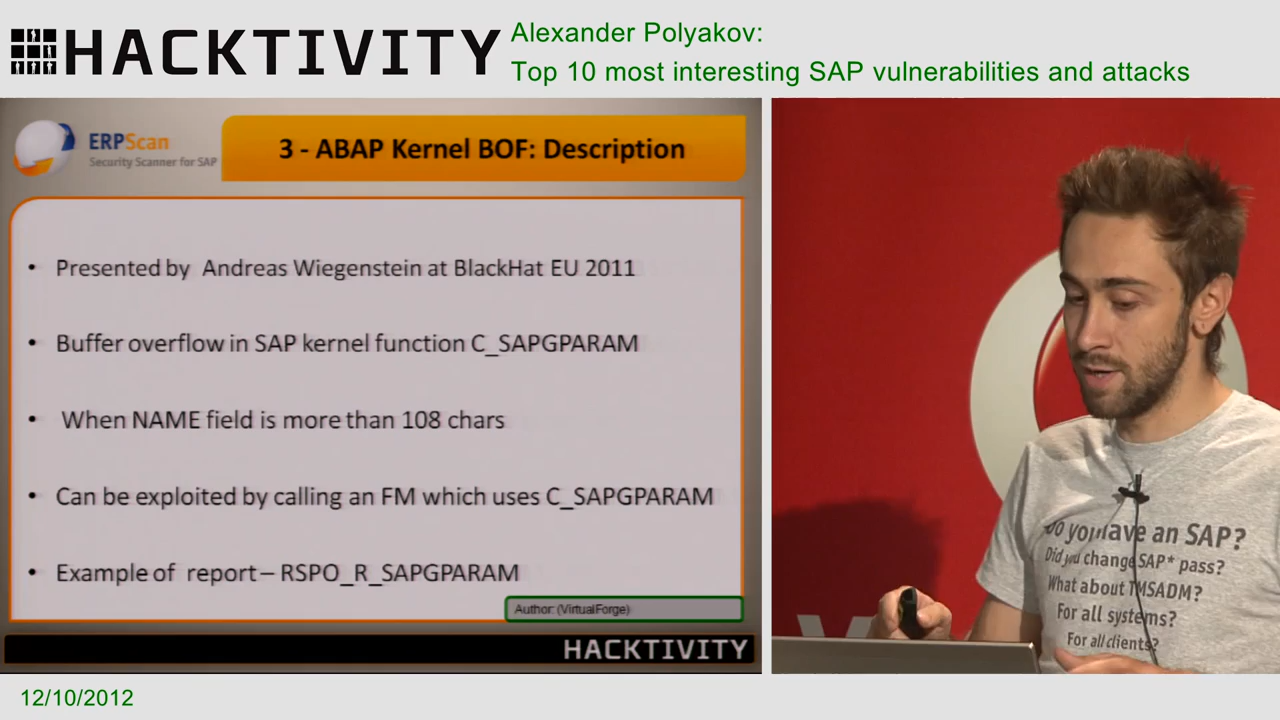 HACKTIVITY
Alexander Polyakov:
Top 10 most interesting SAP vulnerabilities and attacks
ERPScan
Security Scanner for SAP
3 - ABAP Kernel BOF: Description
• Presented by Andreas Wiegenstein at BlackHat EU 2011
• Buffer overflow in SAP kernel function C_SAPGPARAM
• When NAME field is more than 108 chars
• Can be exploited by calling an FM which uses C_SAPGPARAM
• Example of report – RSPO_R_SAPGPARAM
Author: (VirtualForge)
HACKTIVITY
Do you have an SAP?
Did you change SAP* pass?
What about TMSADM?
For all systems?
For all clients?
12/10/2012